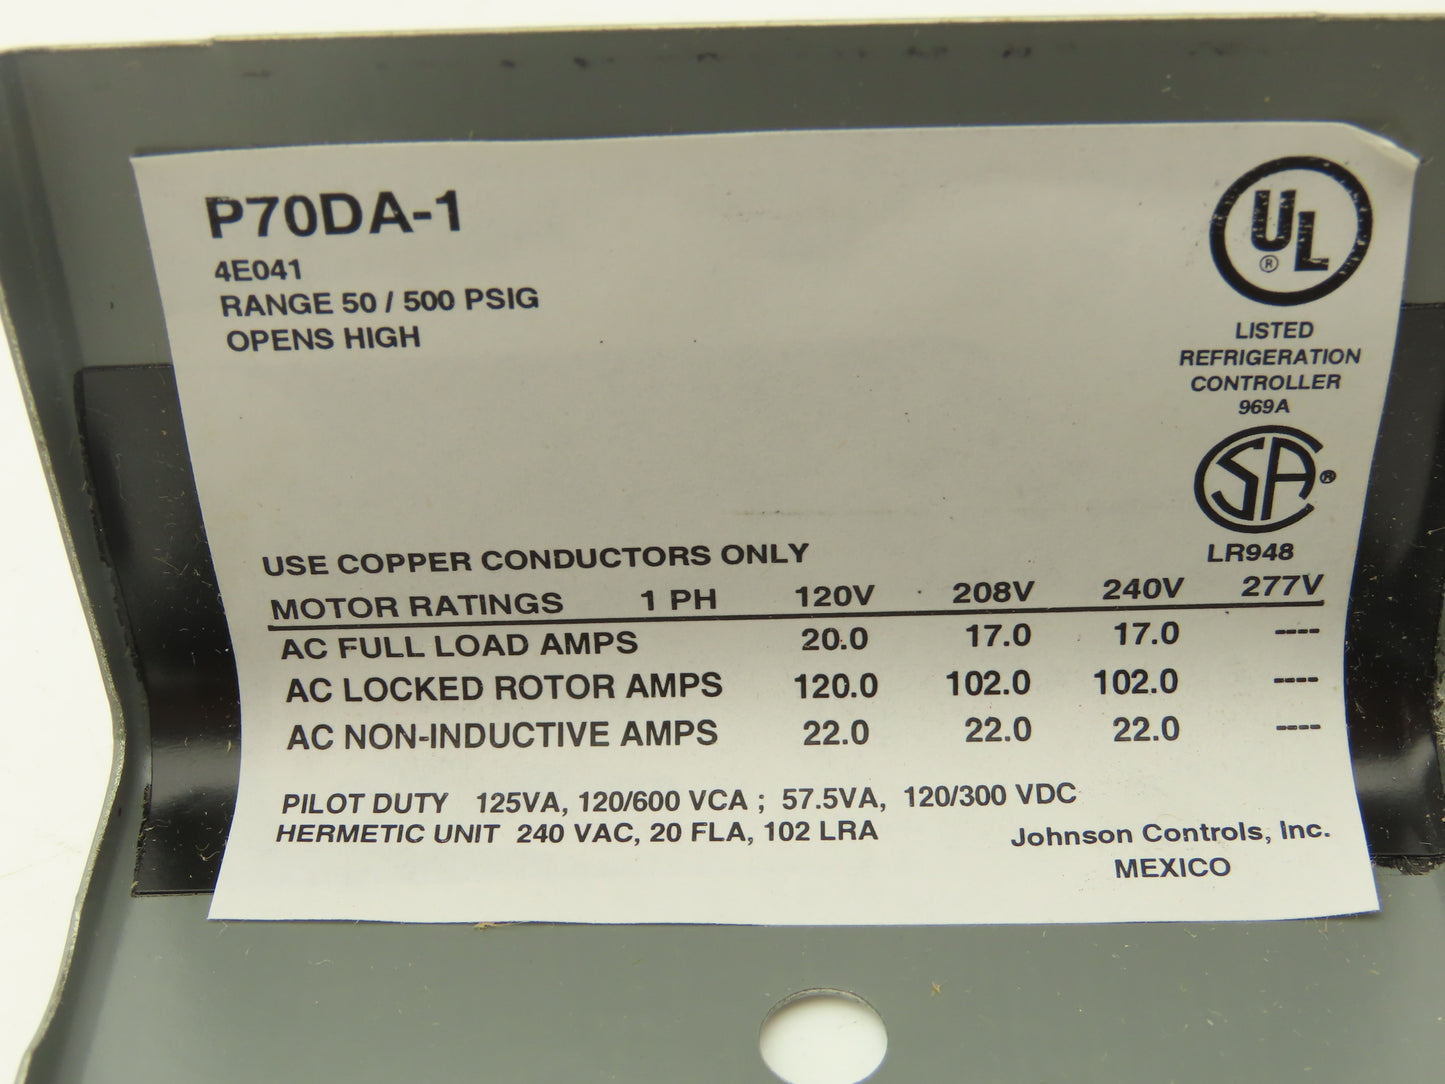 P70DA-1
4E041
RANGE 50 / 500 PSIG
OPENS HIGH
UL
®
LISTED
REFRIGERATION
CONTROLLER
969A
SA ®
LR948
USE COPPER CONDUCTORS ONLY
MOTOR RATINGS 1 PH 120V 208V 240V 277V
AC FULL LOAD AMPS 20.0 17.0 17.0 ----
AC LOCKED ROTOR AMPS 120.0 102.0 102.0 ----
AC NON-INDUCTIVE AMPS 22.0 22.0 22.0 ----
PILOT DUTY 125VA, 120/600 VCA ; 57.5VA, 120/300 VDC
HERMETIC UNIT 240 VAC, 20 FLA, 102 LRA
Johnson Controls, Inc.
MEXICO